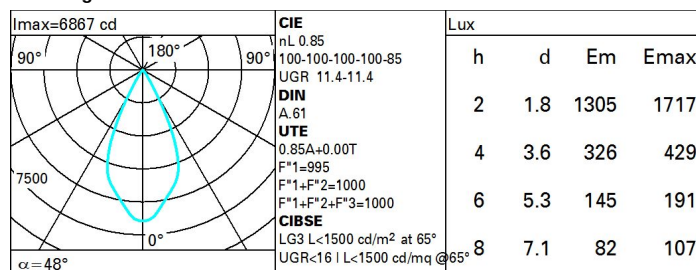 Imax=6867 cd
90° 180° 90°
7500
0°
α=48°
CIE
nL 0.85
100-100-100-100-85
UGR 11.4-11.4
DIN
A.61
UTE
0.85A+0.00T
F"1=995
F"1+F"2=1000
F"1+F"2+F"3=1000
CIBSE
LG3 L<1500 cd/m² at 65°
UGR<16 | L<1500 cd/mq @65°
Lux
h d Em Emax
2 1.8 1305 1717
4 3.6 326 429
6 5.3 145 191
8 7.1 82 107